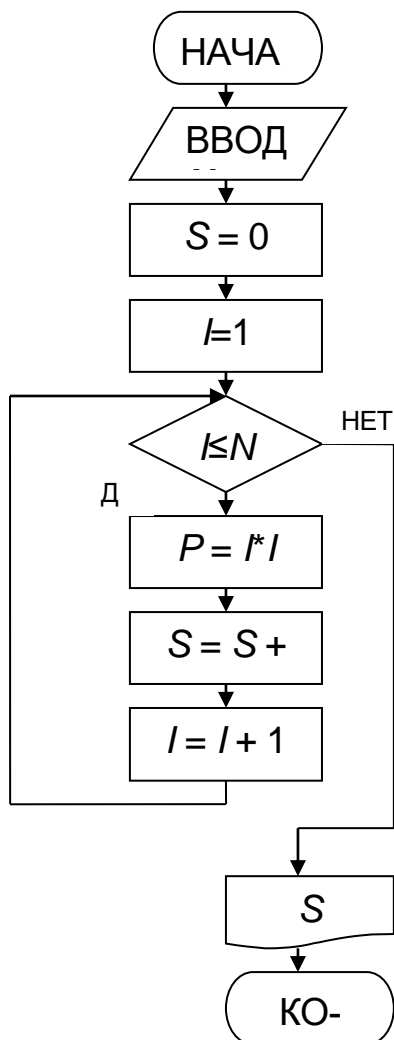 НАЧА
ВВОД
S = 0
I=1
I≤N
НЕТ
Д
P = I*I
S = S +
I = I + 1
S
КО-